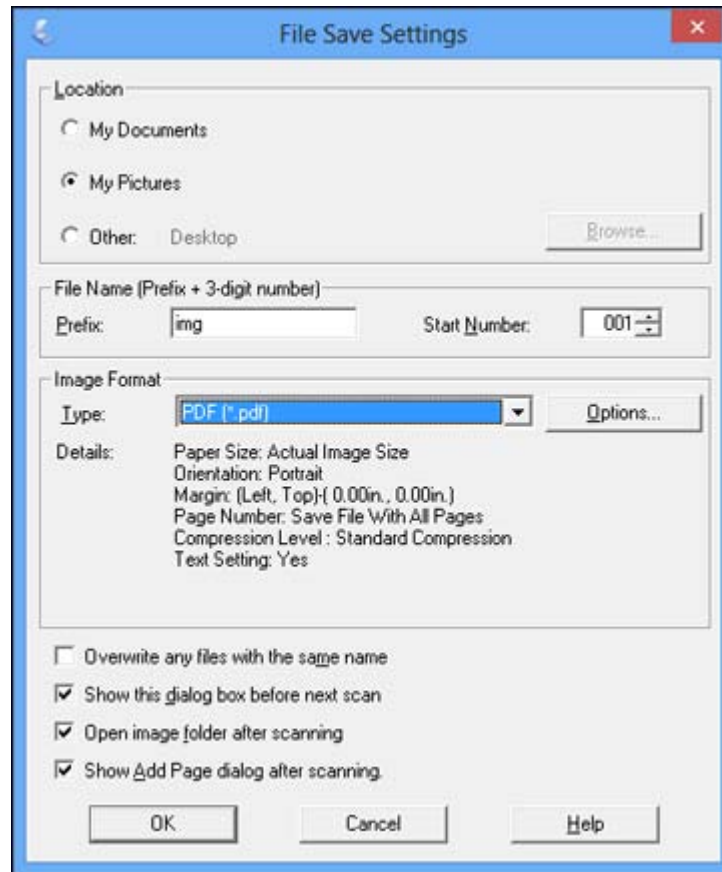 File Save Settings
Location
My Documents
My Pictures
Other: Desktop Browse...
File Name (Prefix + 3-digit number)
Prefix: img Start Number: 001
Image Format
Type: PDF (*.pdf) Options...
Details: Paper Size: Actual Image Size
Orientation: Portrait
Margin: (Left, Top)-( 0.00in., 0.00in.)
Page Number: Save File With All Pages
Compression Level : Standard Compression
Text Setting: Yes
Overwrite any files with the same name
Show this dialog box before next scan
Open image folder after scanning
Show Add Page dialog after scanning.
OK Cancel Help